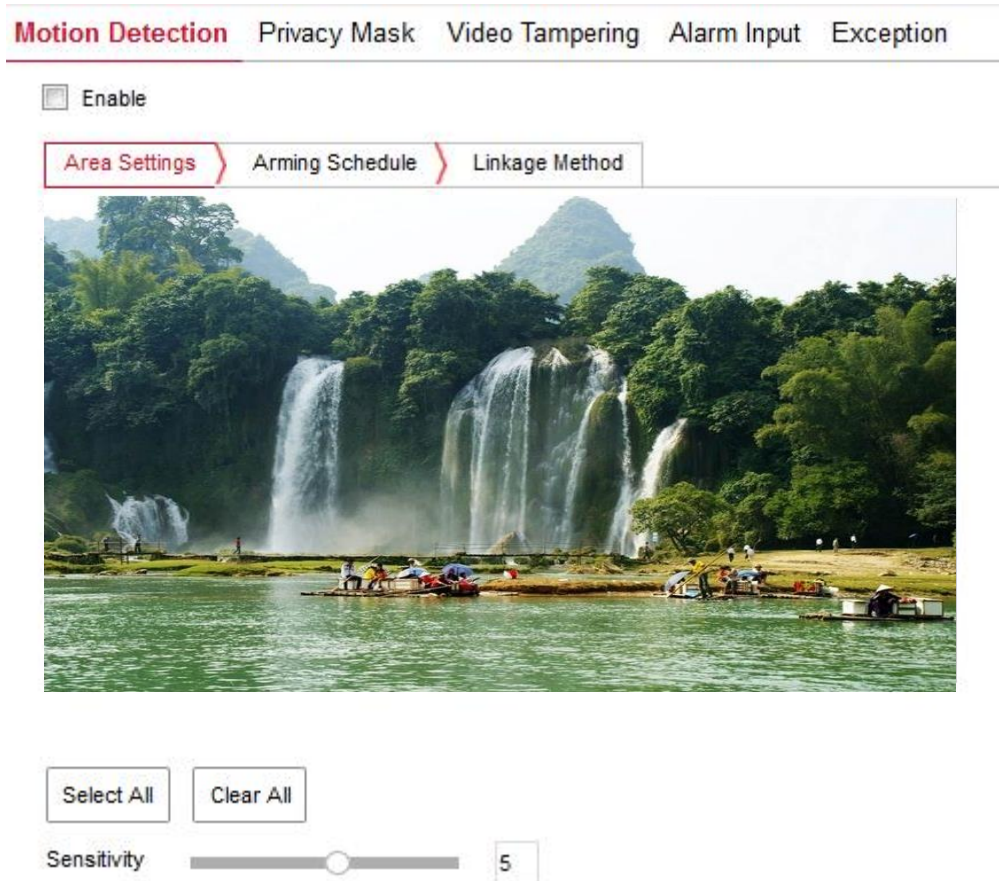 Motion Detection Privacy Mask Video Tampering Alarm Input Exception
Enable
Area Settings Arming Schedule Linkage Method
Select All Clear All
Sensitivity 5